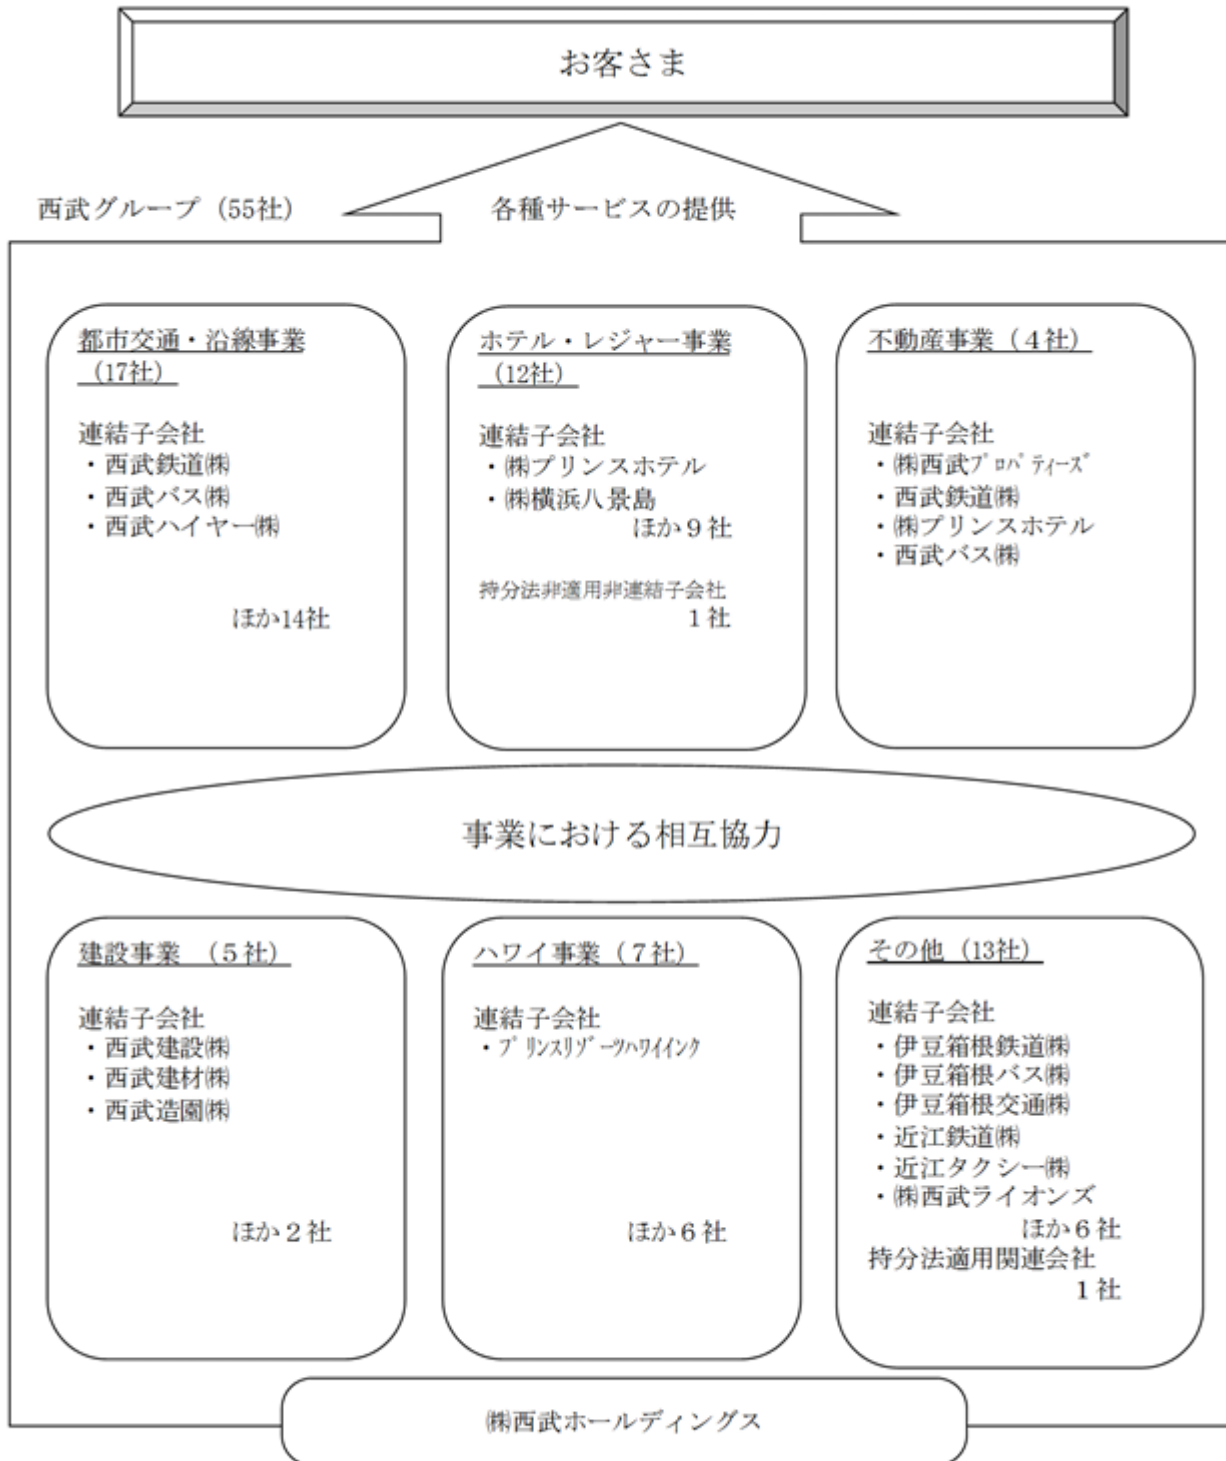 お客さま
西武グループ（55社）
各種サービスの提供
都市交通・沿線事業
（17社）
連結子会社
・西武鉄道㈱
・西武バス㈱
・西武ハイヤー㈱
ほか14社
ホテル・レジャー事業
（12社）
連結子会社
・㈱プリンスホテル
・㈱横浜八景島
ほか９社
持分法非適用非連結子会社
１社
不動産事業（４社）
連結子会社
・㈱西武ﾌﾟﾛﾊﾟﾃｨｰｽﾞ
・西武鉄道㈱
・㈱プリンスホテル
・西武バス㈱
事業における相互協力
建設事業　（５社）
連結子会社
・西武建設㈱
・西武建材㈱
・西武造園㈱
ほか２社
ハワイ事業（７社）
連結子会社
・ﾌﾟﾘﾝｽﾘｿﾞｰﾂﾊﾜｲｲﾝｸ
ほか６社
その他（13社）
連結子会社
・伊豆箱根鉄道㈱
・伊豆箱根バス㈱
・伊豆箱根交通㈱
・近江鉄道㈱
・近江タクシー㈱
・㈱西武ライオンズ
ほか６社
持分法適用関連会社
１社
㈱西武ホールディングス